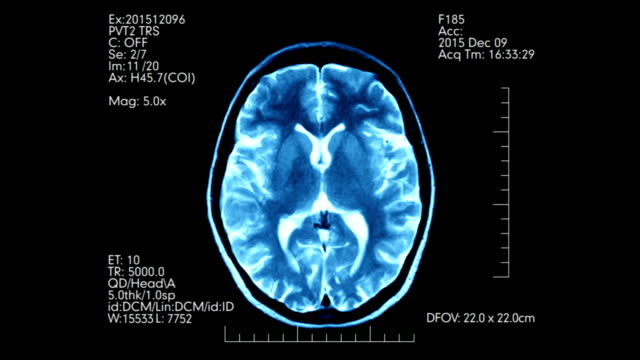 Ex:201512096
PVT2 TRS
C: OFF
Se: 2/7
Im: 11/20
Ax: H45.7(COI)
Mag: 5.0x
F185
Acc:
2015 Dec 09
Acq Tm: 16:33:29
ET: 10
TR: 5000.0
QD/Head\A
5.0thk/1.0sp
id:DCM/Lin:DCM/id:ID
W:15533 L: 7752
DFOV: 22.0 x 22.0cm